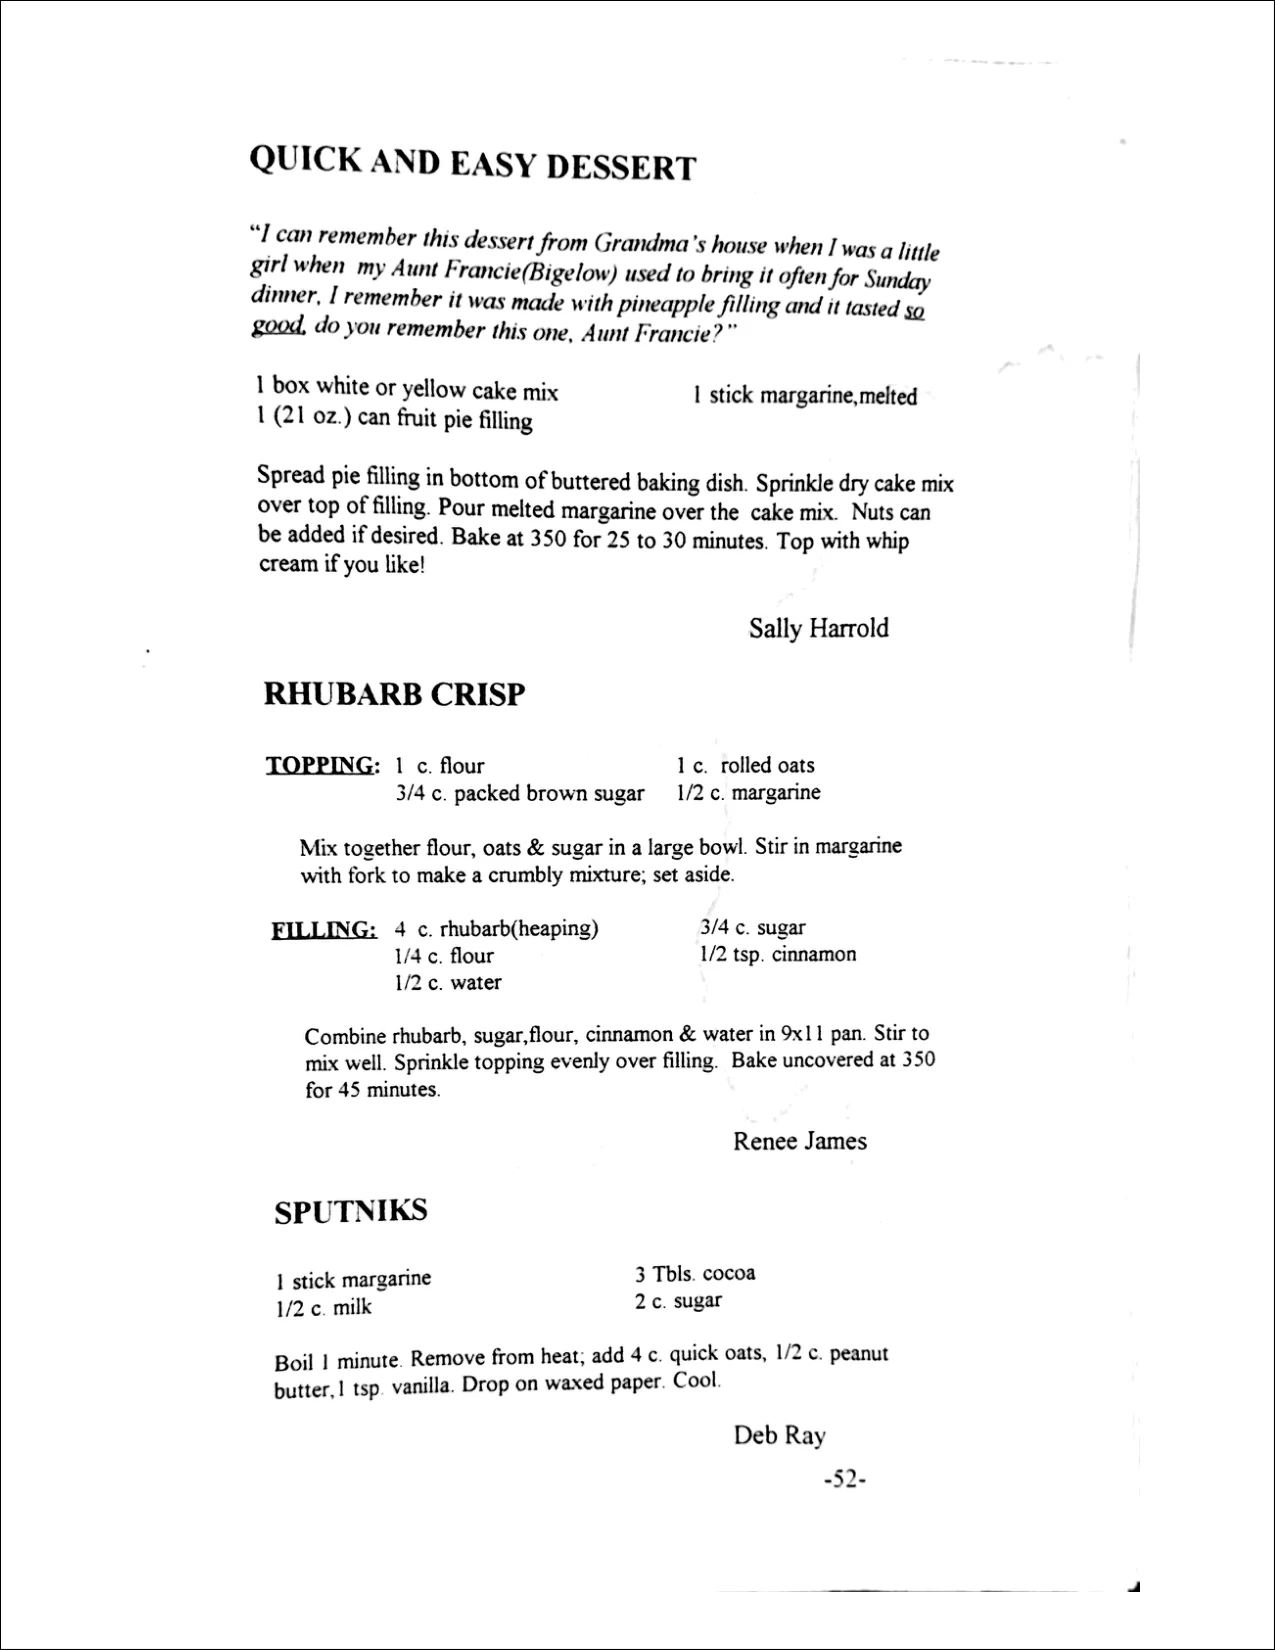 QUICK AND EASY DESSERT
“I can remember this dessert from Grandma's house when I was a little
girl when my Aunt Francie(Bigelow) used to bring it often for Sunday
dinner, I remember it was made with pineapple filling and it tasted so
good, do you remember this one, Aunt Francie?”
1 box white or yellow cake mix 1 stick margarine,melted
1 (21 oz.) can fruit pie filling
Spread pie filling in bottom of buttered baking dish. Sprinkle dry cake mix
over top of filling. Pour melted margarine over the cake mix. Nuts can
be added if desired. Bake at 350 for 25 to 30 minutes. Top with whip
cream if you like!
Sally Harrold
RHUBARB CRISP
TOPPING: 1 c. flour 1 c. rolled oats
3/4 c. packed brown sugar 1/2 c. margarine
Mix together flour, oats & sugar in a large bowl. Stir in margarine
with fork to make a crumbly mixture; set aside.
FILLING: 4 c. rhubarb(heaping) 3/4 c. sugar
1/4 c. flour 1/2 tsp. cinnamon
1/2 c. water
Combine rhubarb, sugar,flour, cinnamon & water in 9x11 pan. Stir to
mix well. Sprinkle topping evenly over filling. Bake uncovered at 350
for 45 minutes.
Renee James
SPUTNIKS
1 stick margarine 3 Tbls. cocoa
1/2 c. milk 2 c. sugar
Boil 1 minute. Remove from heat; add 4 c. quick oats, 1/2 c. peanut
butter,1 tsp. vanilla. Drop on waxed paper. Cool.
Deb Ray
-52-